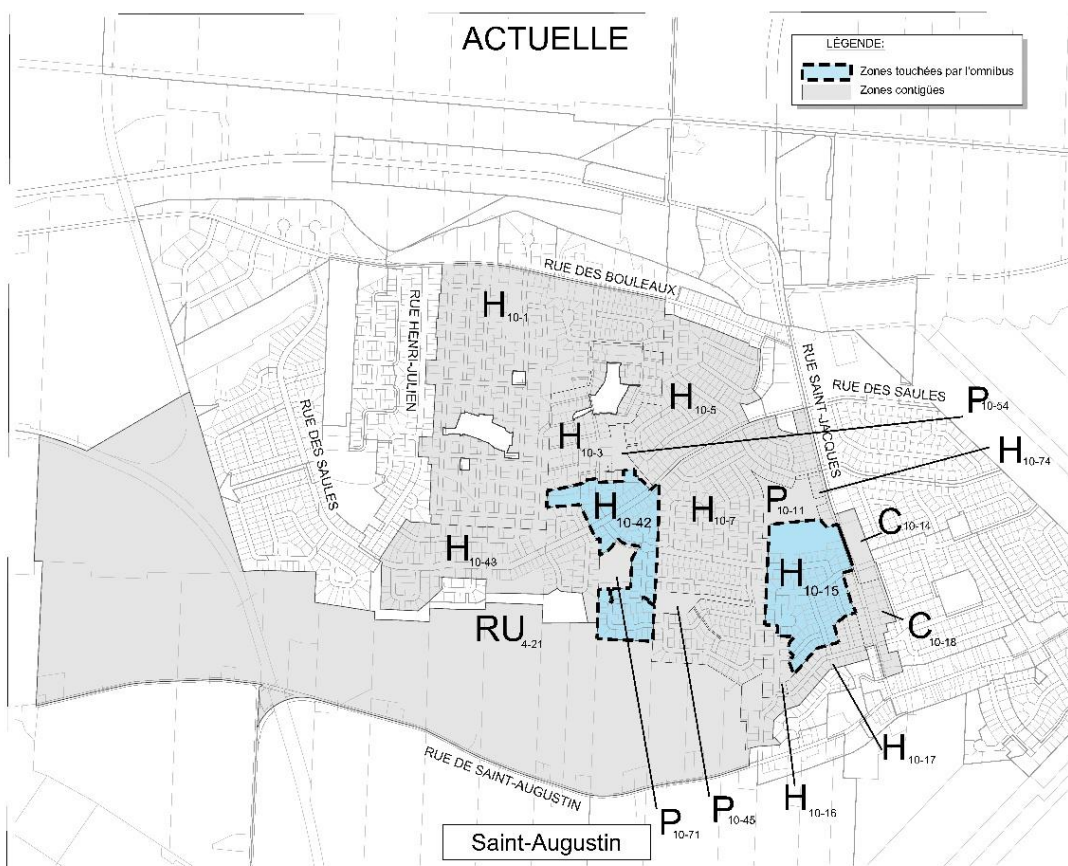 ACTUELLE
LÉGENDE:
Zones touchées par l'omnibus
Zones contigües
RUE DES BOULEAUX
H10-1
RUE HENRI-JULIEN
RUE SAINT-JACQUES
RUE DES SAULES
H10-5
P10-54
RUE DES SAULES
H10-3
H10-74
H10-42
H10-7
P10-11
C10-14
H10-43
H10-15
RU4-21
C10-18
H10-17
RUE DE SAINT-AUGUSTIN
H10-16
P10-71
P10-45
Saint-Augustin